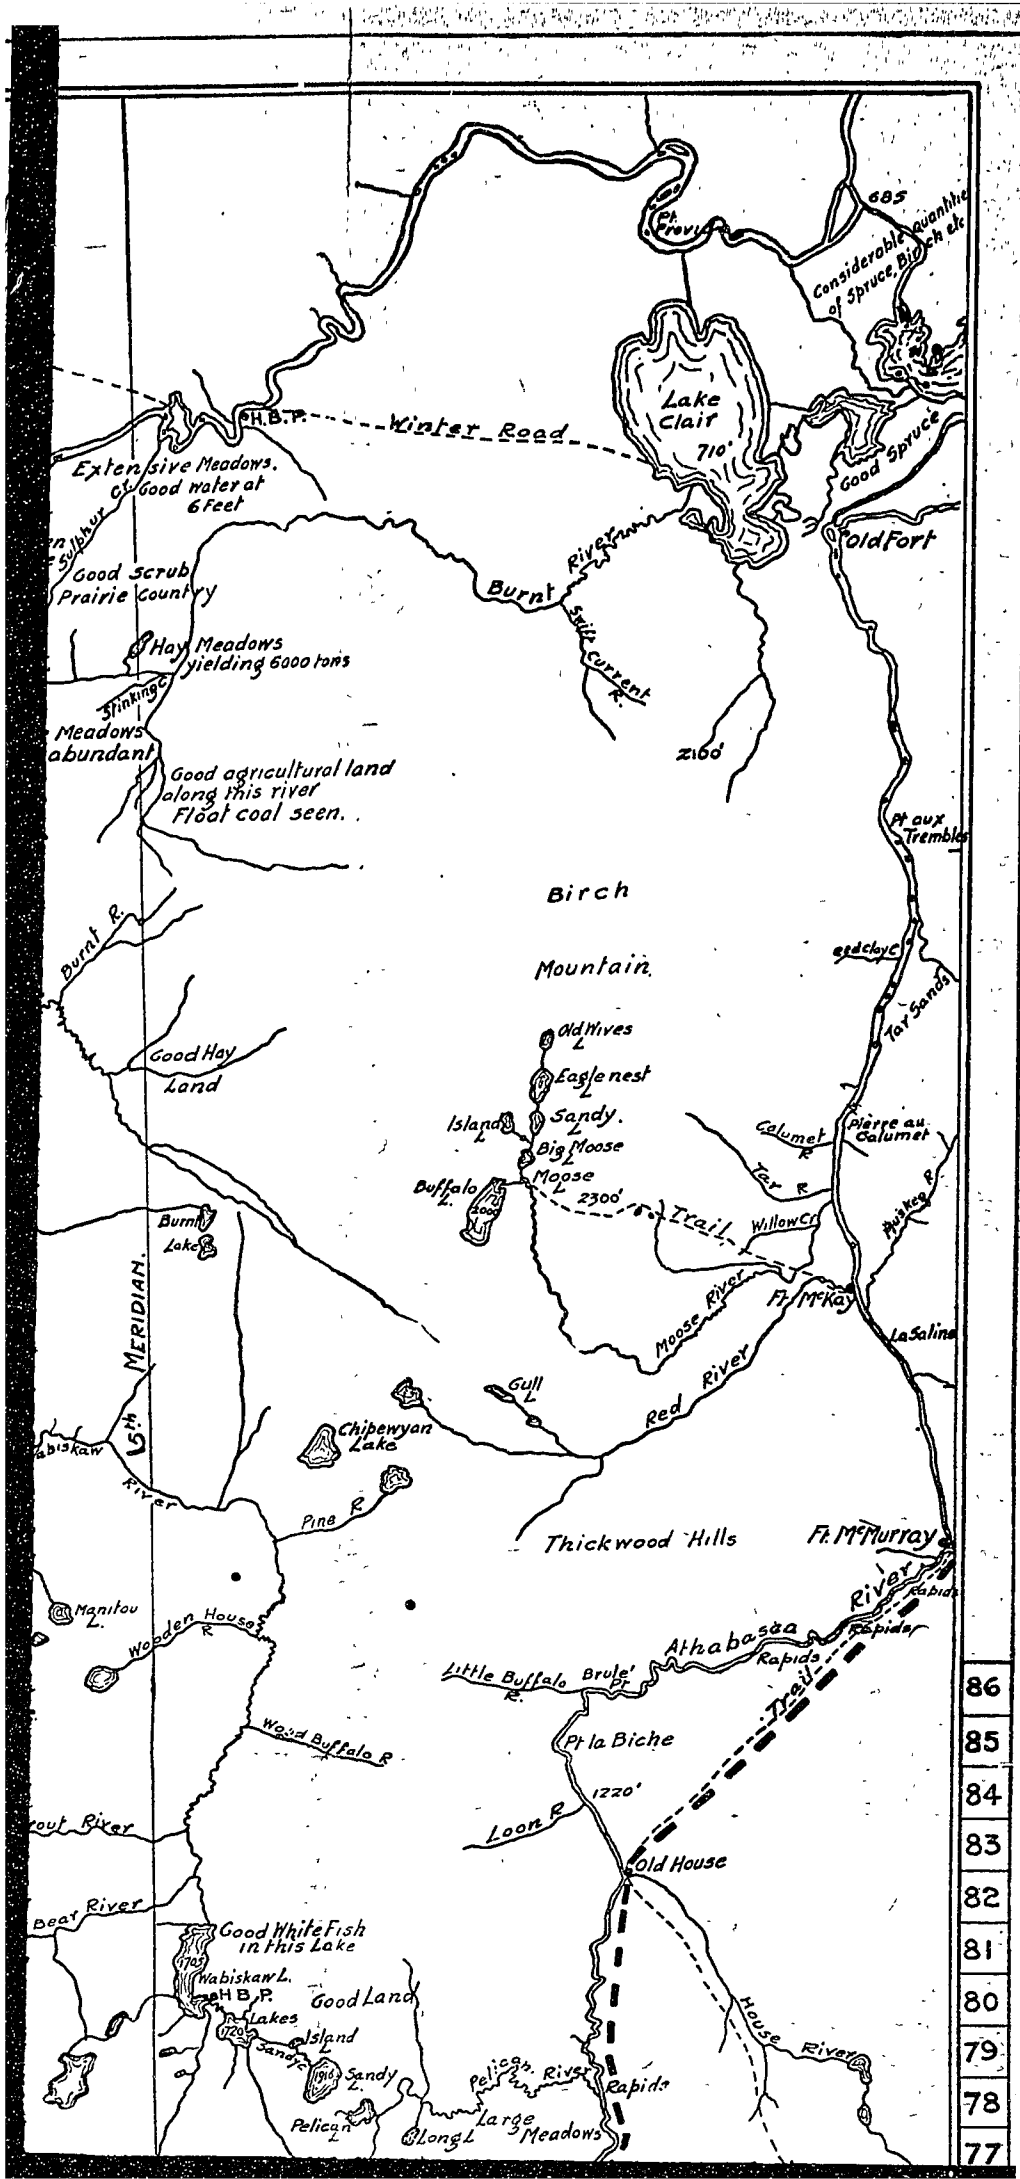 685
Considerable quantitie
of Spruce, Birch etc
Pt.
Provi
Lake
Clair
710'
H.B.P.
Winter Road
Good Spruce
Extensive Meadows.
Good water at
6 Feet
Sulphur
Cr.
Old Fort
Good Scrub
Prairie Country
River
Burnt
Swift Current
R.
Hay Meadows
yielding 6000 tons
Stinking C
Meadows
abundant
2100'
Good agricultural land
along this river
Float coal seen.
Pt aux
Tremble
Birch
Mountain.
Burnt R.
Red Clay C
Tar Sands
Good Hay
Land
Old Wives
L
Eagle nest
L
Sandy.
L
Island
L
Big Moose
L
Moose
L
Buffalo
L.
2000
2300'
Trail
Calumet
R
Pierre au
Calumet
Tar R
Willow Cr
Muskeg R.
Burnt
Lake
Moose River
Ft. McKay
La Saline
MERIDIAN.
5th
Red River
Gull
L
Chipewyan
Lake
abiskaw
River
Pine R
Thickwood Hills
Ft. McMurray
River
Rapids
Athabasca
Rapids
Rapids
Trail
Manitou
L.
Wooden House
R
Little Buffalo
R.
Brule'
Pt
86
Wood Buffalo R
Pt la Biche
85
1220'
84
rout River
Loon R
83
Old House
82
Bear River
Good White Fish
in this Lake
81
1705
Wabiskaw L.
H B P.
Good Land
80
Lakes
1720
Island
L
Sandy C
House River
79
1916
Sandy
L.
Pelican River
Rapids
78
Pelican
L
Long L
Large
Meadows
77